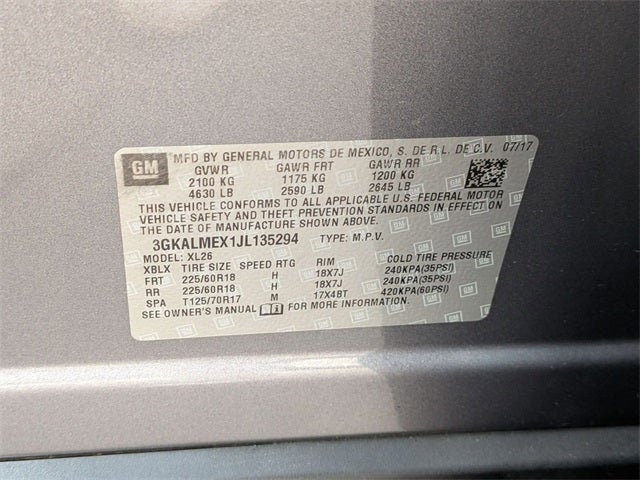 GM MFD BY GENERAL MOTORS DE MEXICO, S. DE R.L. DE C.V. 07/17
GVWR GAWR FRT GAWR RR
2100 KG 1175 KG 1200 KG
4630 LB 2590 LB 2645 LB
THIS VEHICLE CONFORMS TO ALL APPLICABLE U.S. FEDERAL MOTOR
VEHICLE SAFETY AND THEFT PREVENTION STANDARDS IN EFFECT ON
THE DATE OF MANUFACTURE SHOWN ABOVE.
3GKALMEX1JL135294 TYPE: M.P.V.
MODEL: XL26
XBLX TIRE SIZE SPEED RTG RIM COLD TIRE PRESSURE
FRT 225/60R18 H 18X7J 240KPA(35PSI)
RR 225/60R18 H 18X7J 240KPA(35PSI)
SPA T125/70R17 M 17X4BT 420KPA(60PSI)
SEE OWNER'S MANUAL FOR MORE INFORMATION.